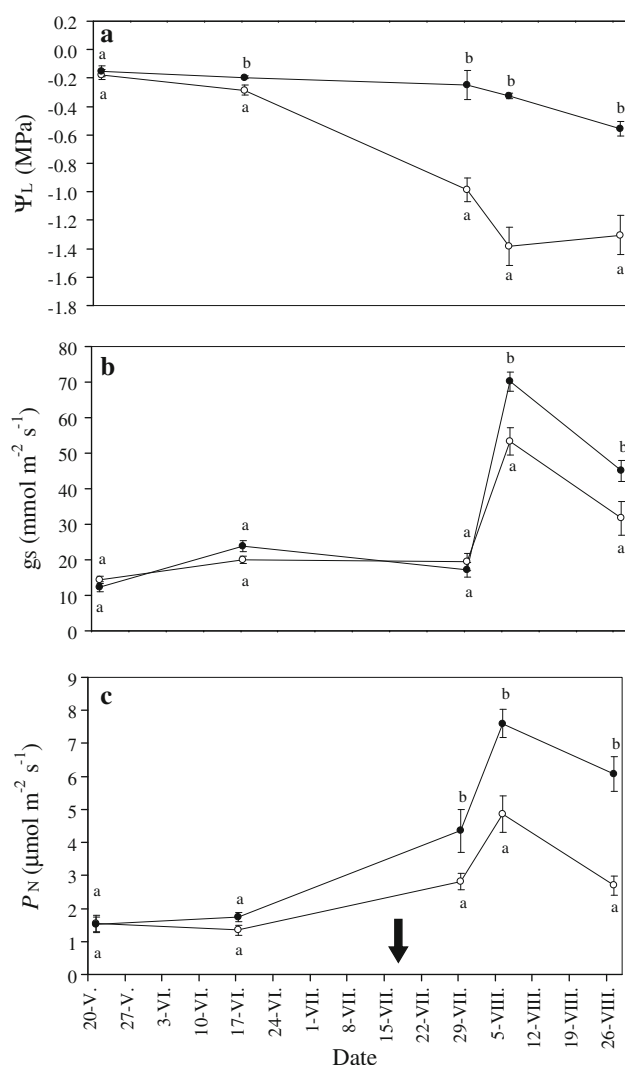 a
0.0
0.2
-0.2
-0.4
-0.6
-0.8
-1.0
-1.2
-1.4
-1.6
-1.8
ΨL (MPa)
a
a
b
a
b
a
b
a
b
a
b
80
70
60
50
40
30
20
10
0
gs (mmol m⁻² s⁻¹)
a
a
a
a
a
a
b
a
b
a
c
9
8
7
6
5
4
3
2
1
0
PN (µmol m⁻² s⁻¹)
a
a
a
a
b
a
b
a
b
a
20-V.
27-V.
3-VI.
10-VI.
17-VI.
24-VI.
1-VII.
8-VII.
15-VII.
22-VII.
29-VII.
5-VIII.
12-VIII.
19-VIII.
26-VIII.
Date